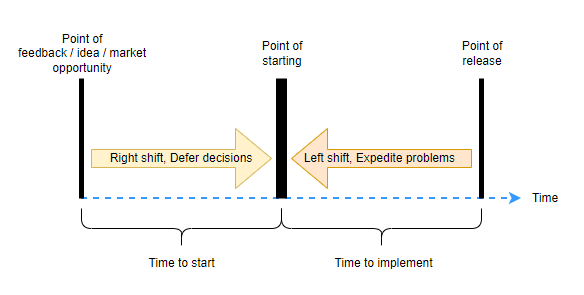 Point of
feedback / idea / market
opportunity
Point of
starting
Point of
release
Right shift, Defer decisions
Left shift, Expedite problems
Time
Time to start
Time to implement